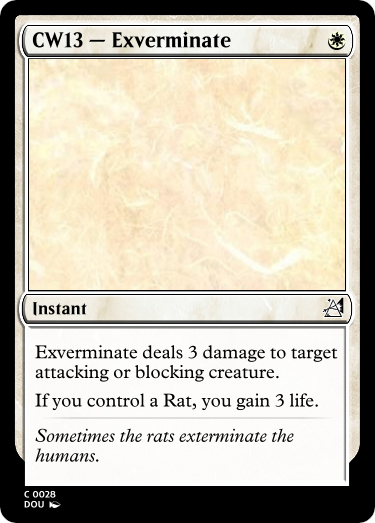 CW13 — Exverminate
Instant
Exverminate deals 3 damage to target
attacking or blocking creature.
If you control a Rat, you gain 3 life.
Sometimes the rats exterminate the
humans.
C 0028
DOU